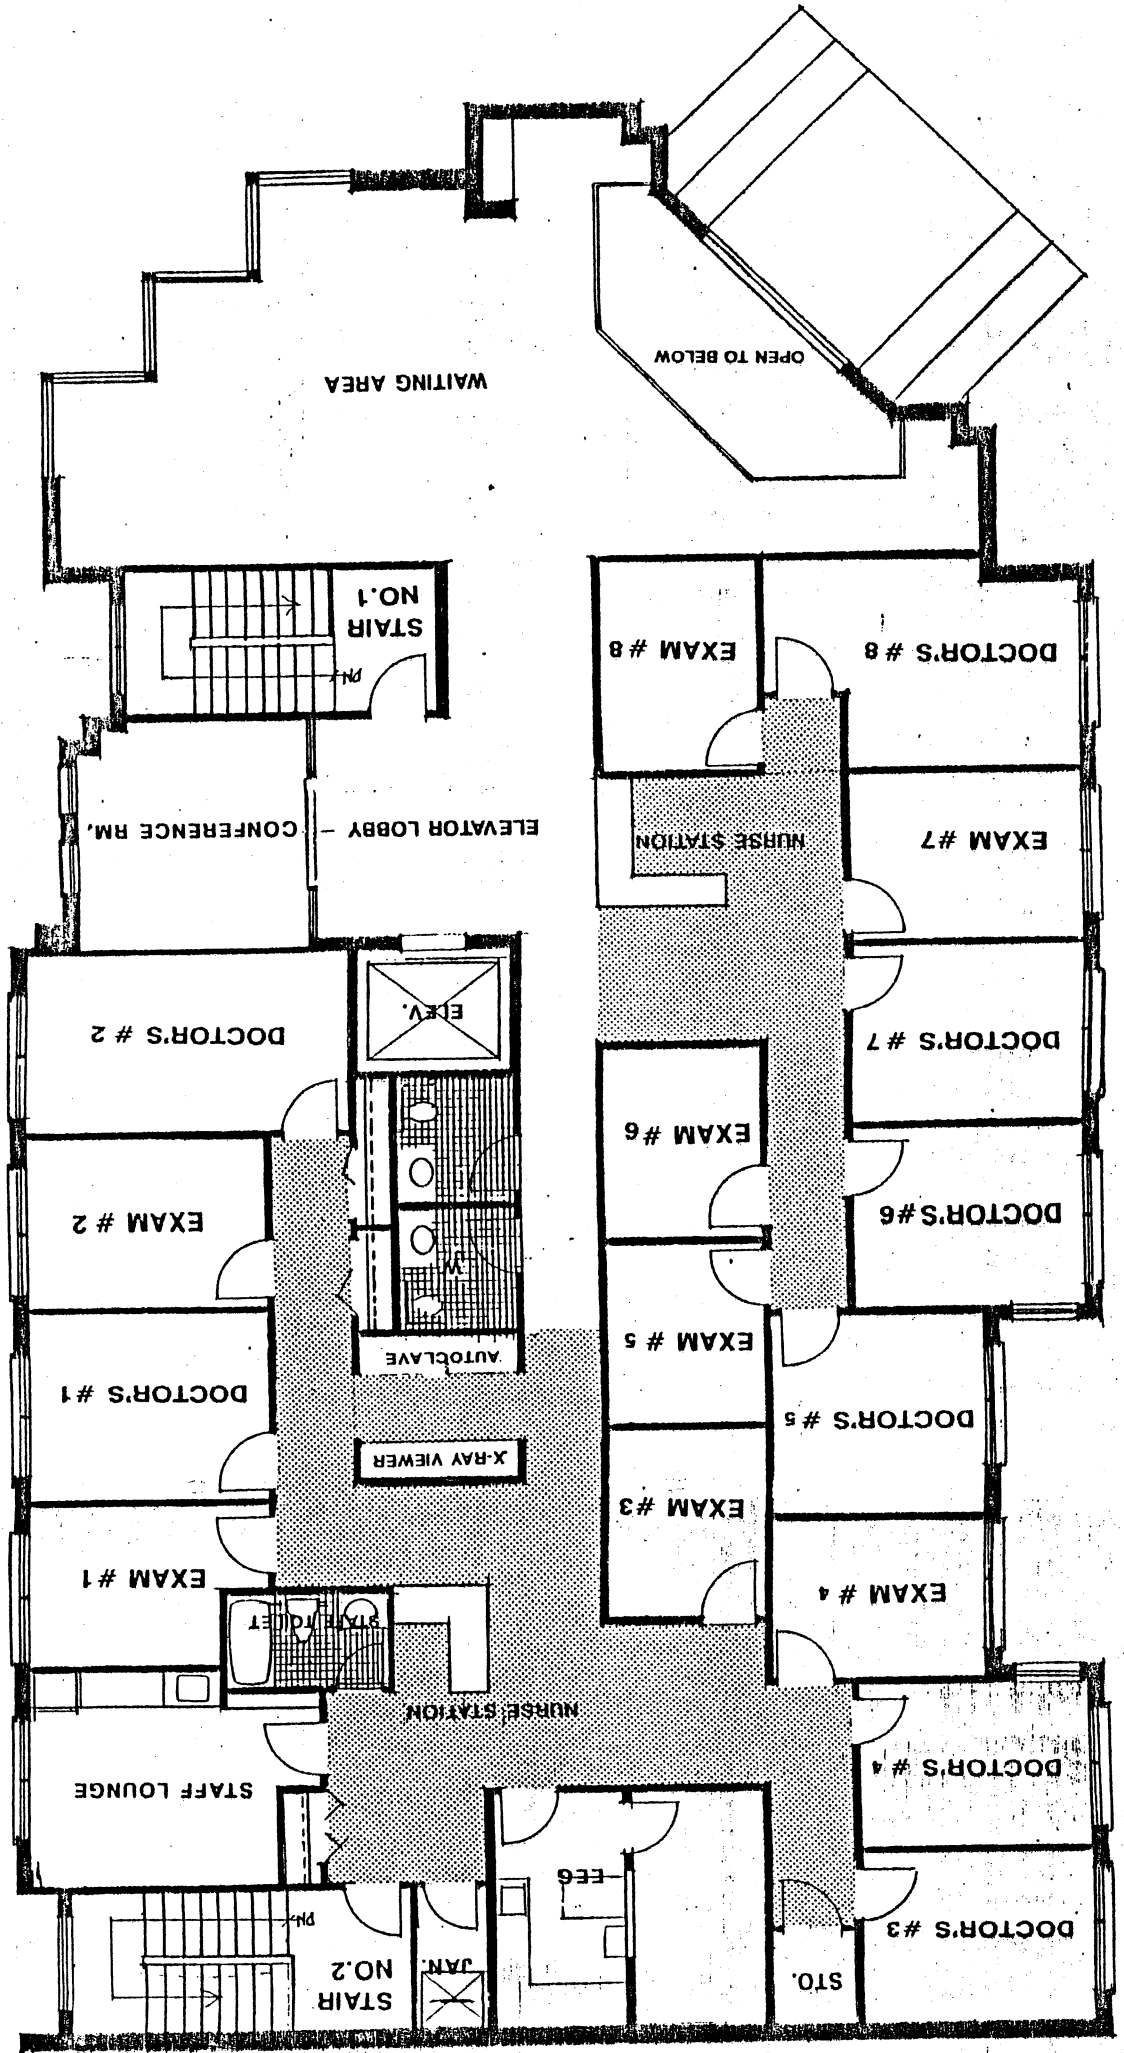 STO.
JAN.
STAIR
NO.2
DN
DOCTOR'S #3
EEG
DOCTOR'S # 4
STAFF LOUNGE
NURSE STATION
STAFF TOILET
EXAM # 4
EXAM #1
EXAM #3
X-RAY VIEWER
DOCTOR'S # 5
DOCTOR'S #1
EXAM # 5
AUTOCLAVE
W
DOCTOR'S #6
EXAM # 2
EXAM # 6
DOCTOR'S # 7
ELEV.
DOCTOR'S # 2
EXAM #7
NURSE STATION
ELEVATOR LOBBY
CONFERENCE RM.
DOCTOR'S # 8
EXAM # 8
DN
STAIR
NO.1
WAITING AREA
OPEN TO BELOW